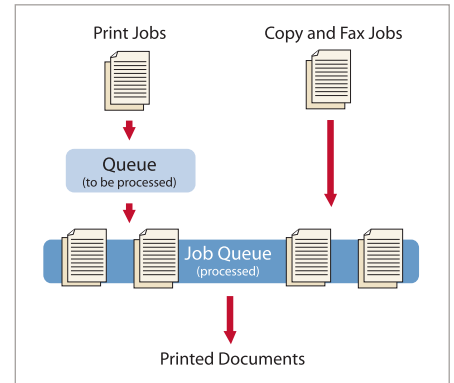 Print Jobs
Copy and Fax Jobs
Queue
(to be processed)
Job Queue
(processed)
Printed Documents